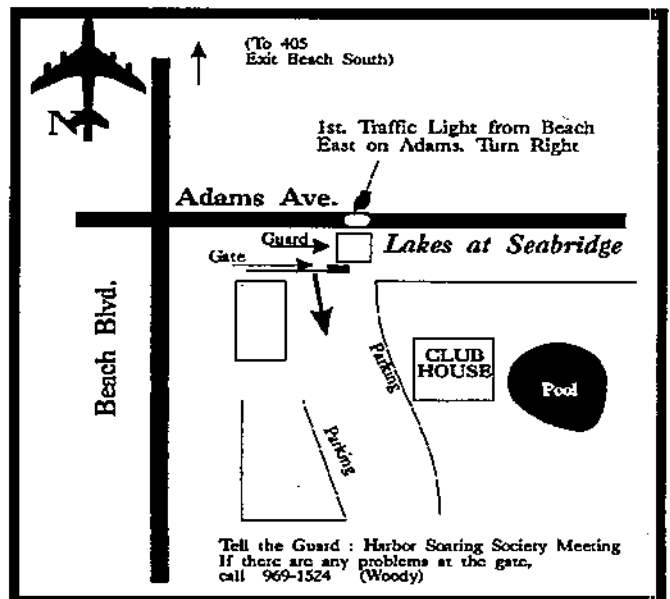 (To 405
Exit Beach South)
N
1st. Traffic Light from Beach
East on Adams. Turn Right
Adams Ave.
Guard
Lakes at Seabridge
Gate
Beach Blvd.
Parking
CLUB
HOUSE
Pool
Parking
Tell the Guard : Harbor Soaring Society Meeting
If there are any problems at the gate,
call 969-1524 (Woody)